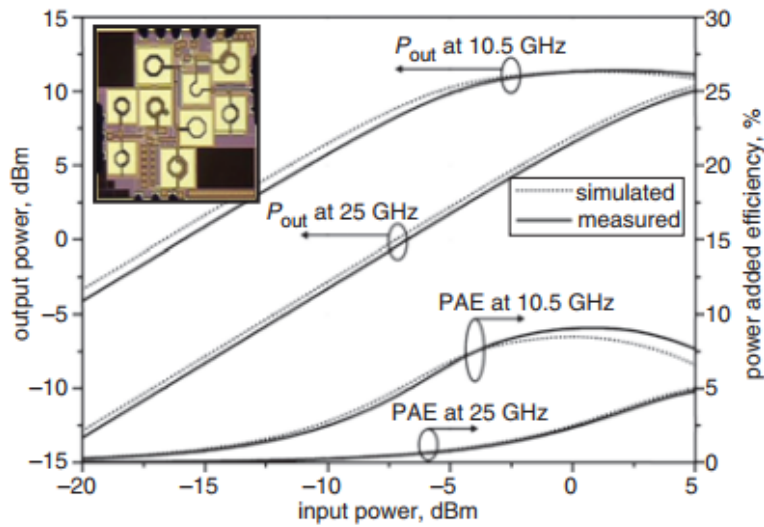 15
10
5
0
−5
−10
−15
output power, dBm
30
25
20
15
10
5
0
power added efficiency, %
−20
−15
−10
−5
0
5
input power, dBm
Pout at 10.5 GHz
Pout at 25 GHz
simulated
measured
PAE at 10.5 GHz
PAE at 25 GHz